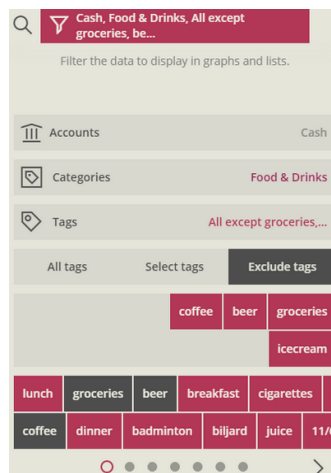 Cash, Food & Drinks, All except
groceries, be...
Filter the data to display in graphs and lists.
Accounts Cash
Categories Food & Drinks
Tags All except groceries,...
All tags Select tags Exclude tags
coffee beer groceries
icecream
lunch groceries beer breakfast cigarettes
coffee dinner badminton biljard juice